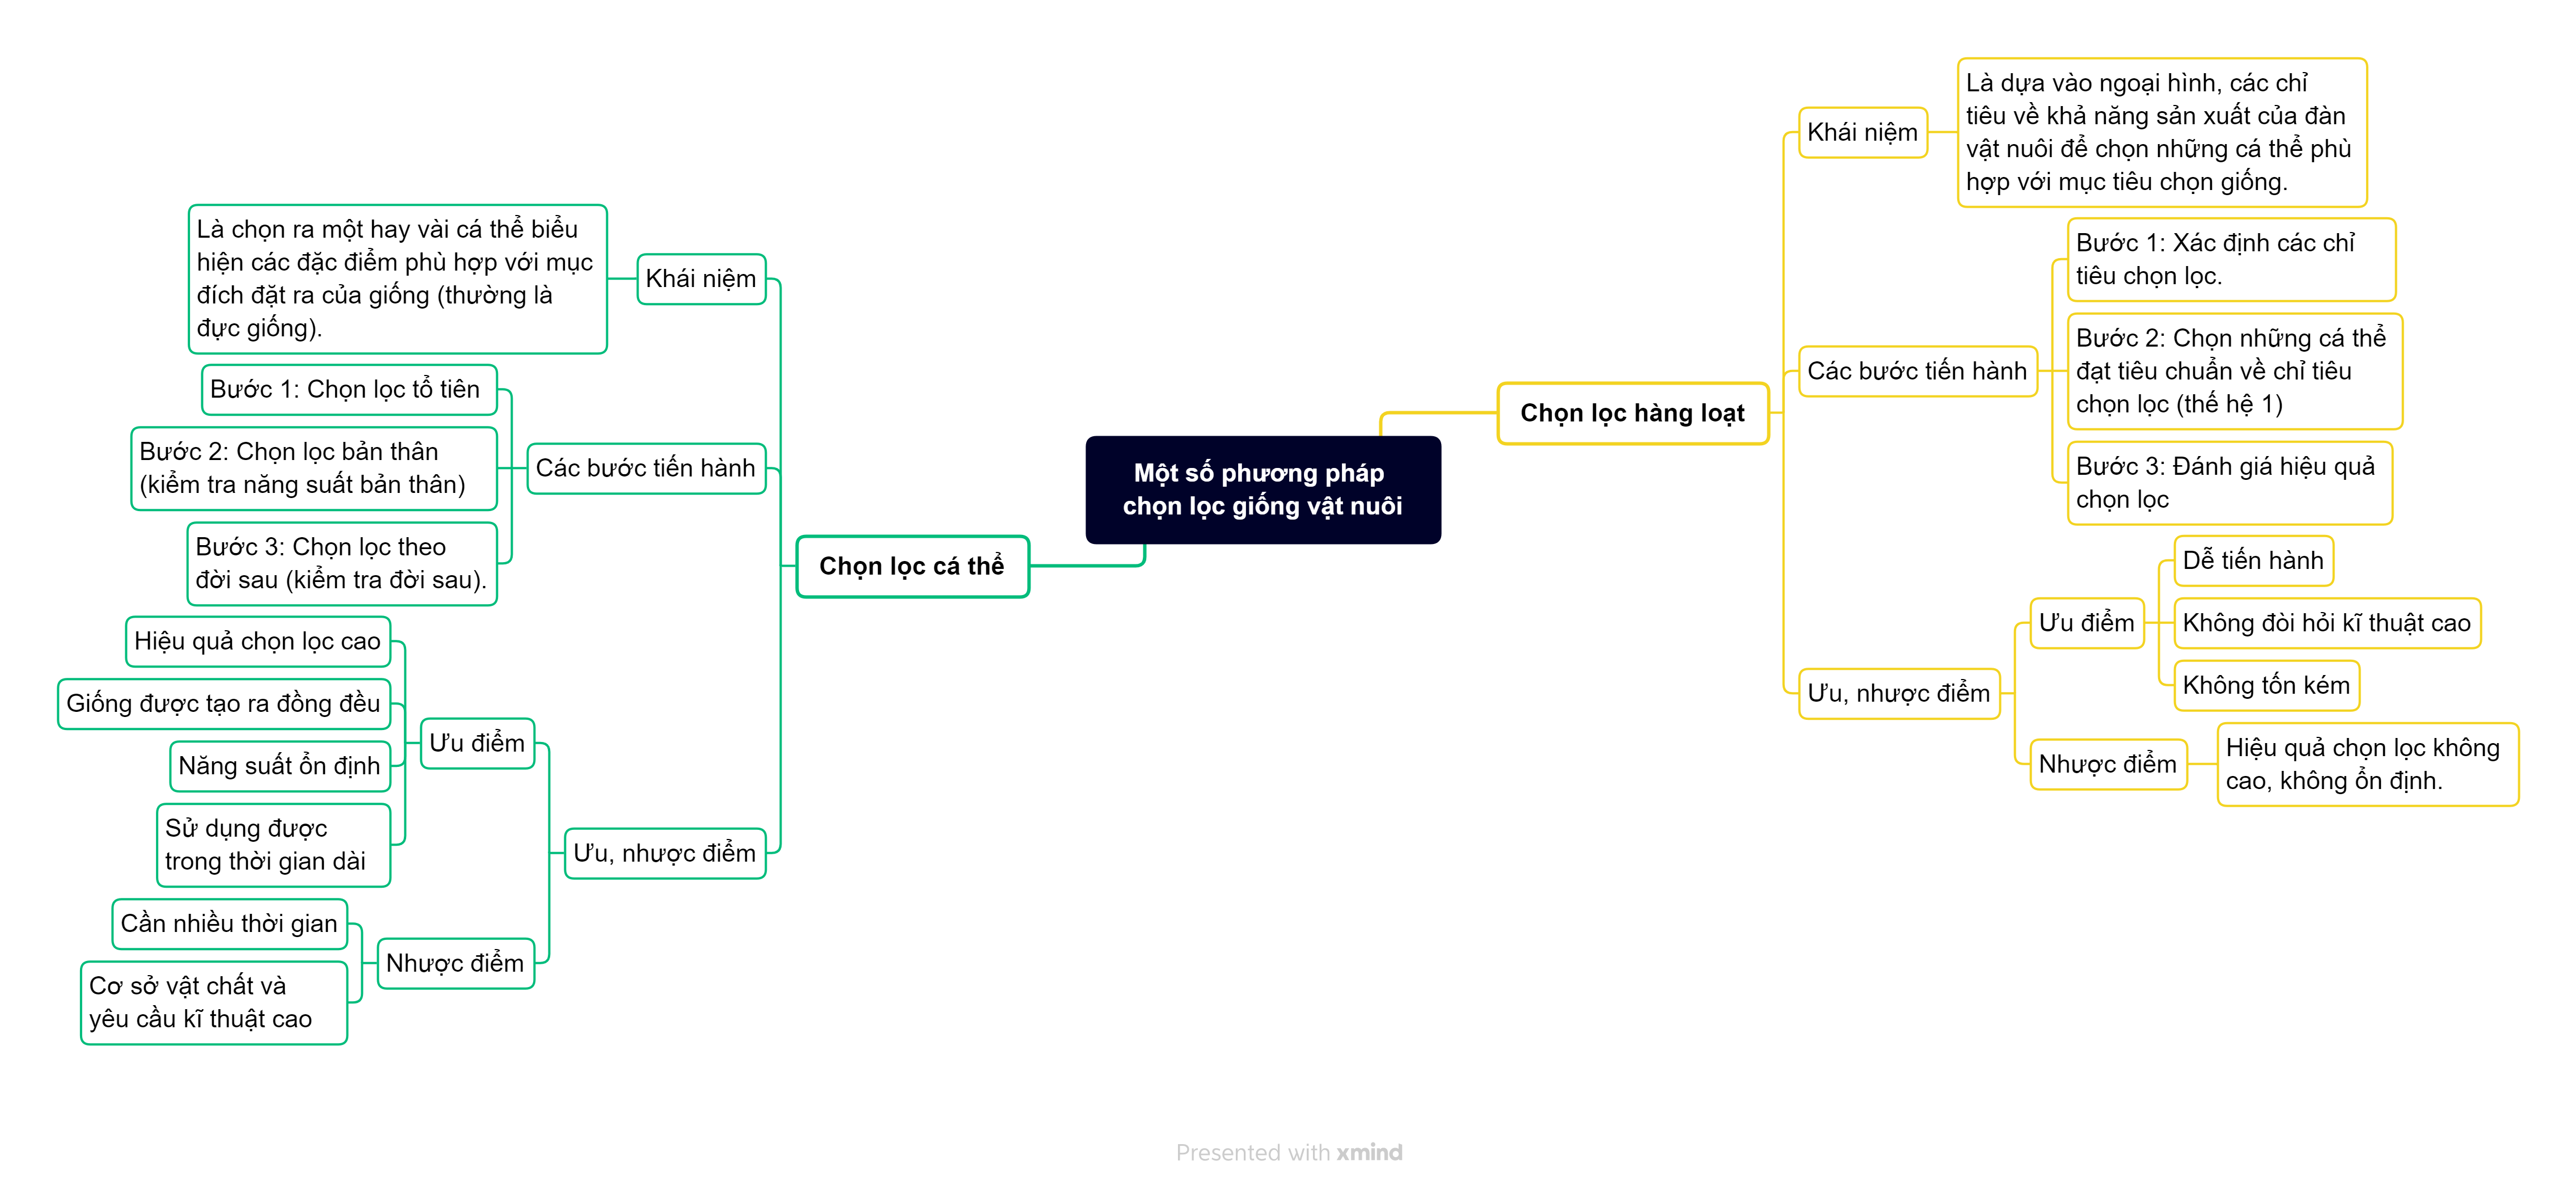 Một số phương pháp
chọn lọc giống vật nuôi
Chọn lọc hàng loạt
Khái niệm
Là dựa vào ngoại hình, các chỉ
tiêu về khả năng sản xuất của đàn
vật nuôi để chọn những cá thể phù
hợp với mục tiêu chọn giống.
Các bước tiến hành
Bước 1: Xác định các chỉ
tiêu chọn lọc.
Bước 2: Chọn những cá thể
đạt tiêu chuẩn về chỉ tiêu
chọn lọc (thế hệ 1)
Bước 3: Đánh giá hiệu quả
chọn lọc
Ưu, nhược điểm
Ưu điểm
Dễ tiến hành
Không đòi hỏi kĩ thuật cao
Không tốn kém
Nhược điểm
Hiệu quả chọn lọc không
cao, không ổn định.
Chọn lọc cá thể
Khái niệm
Là chọn ra một hay vài cá thể biểu
hiện các đặc điểm phù hợp với mục
đích đặt ra của giống (thường là
đực giống).
Các bước tiến hành
Bước 1: Chọn lọc tổ tiên
Bước 2: Chọn lọc bản thân
(kiểm tra năng suất bản thân)
Bước 3: Chọn lọc theo
đời sau (kiểm tra đời sau).
Ưu, nhược điểm
Ưu điểm
Hiệu quả chọn lọc cao
Giống được tạo ra đồng đều
Năng suất ổn định
Sử dụng được
trong thời gian dài
Nhược điểm
Cần nhiều thời gian
Cơ sở vật chất và
yêu cầu kĩ thuật cao
Presented with xmind